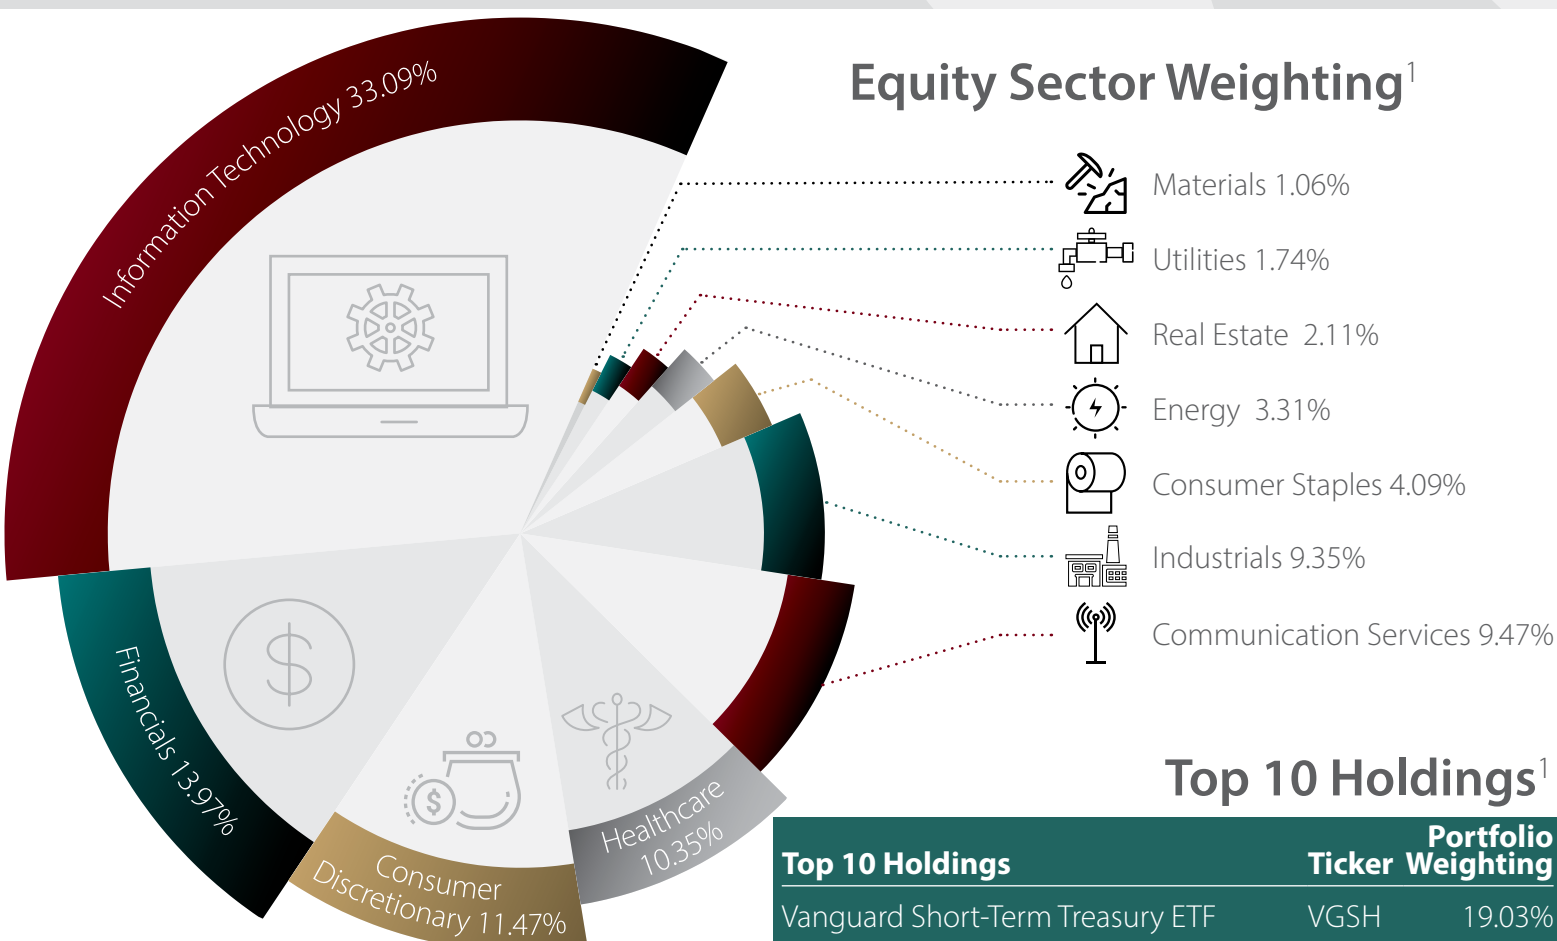 Equity Sector Weighting1
Information Technology 33.09%
Materials 1.06%
Utilities 1.74%
Real Estate 2.11%
Energy 3.31%
Consumer Staples 4.09%
Industrials 9.35%
Communication Services 9.47%
Financials 13.97%
$
$
Consumer
Discretionary 11.47%
Healthcare
10.35%
Top 10 Holdings1
Portfolio
Top 10 Holdings Ticker Weighting
Vanguard Short-Term Treasury ETF VGSH 19.03%